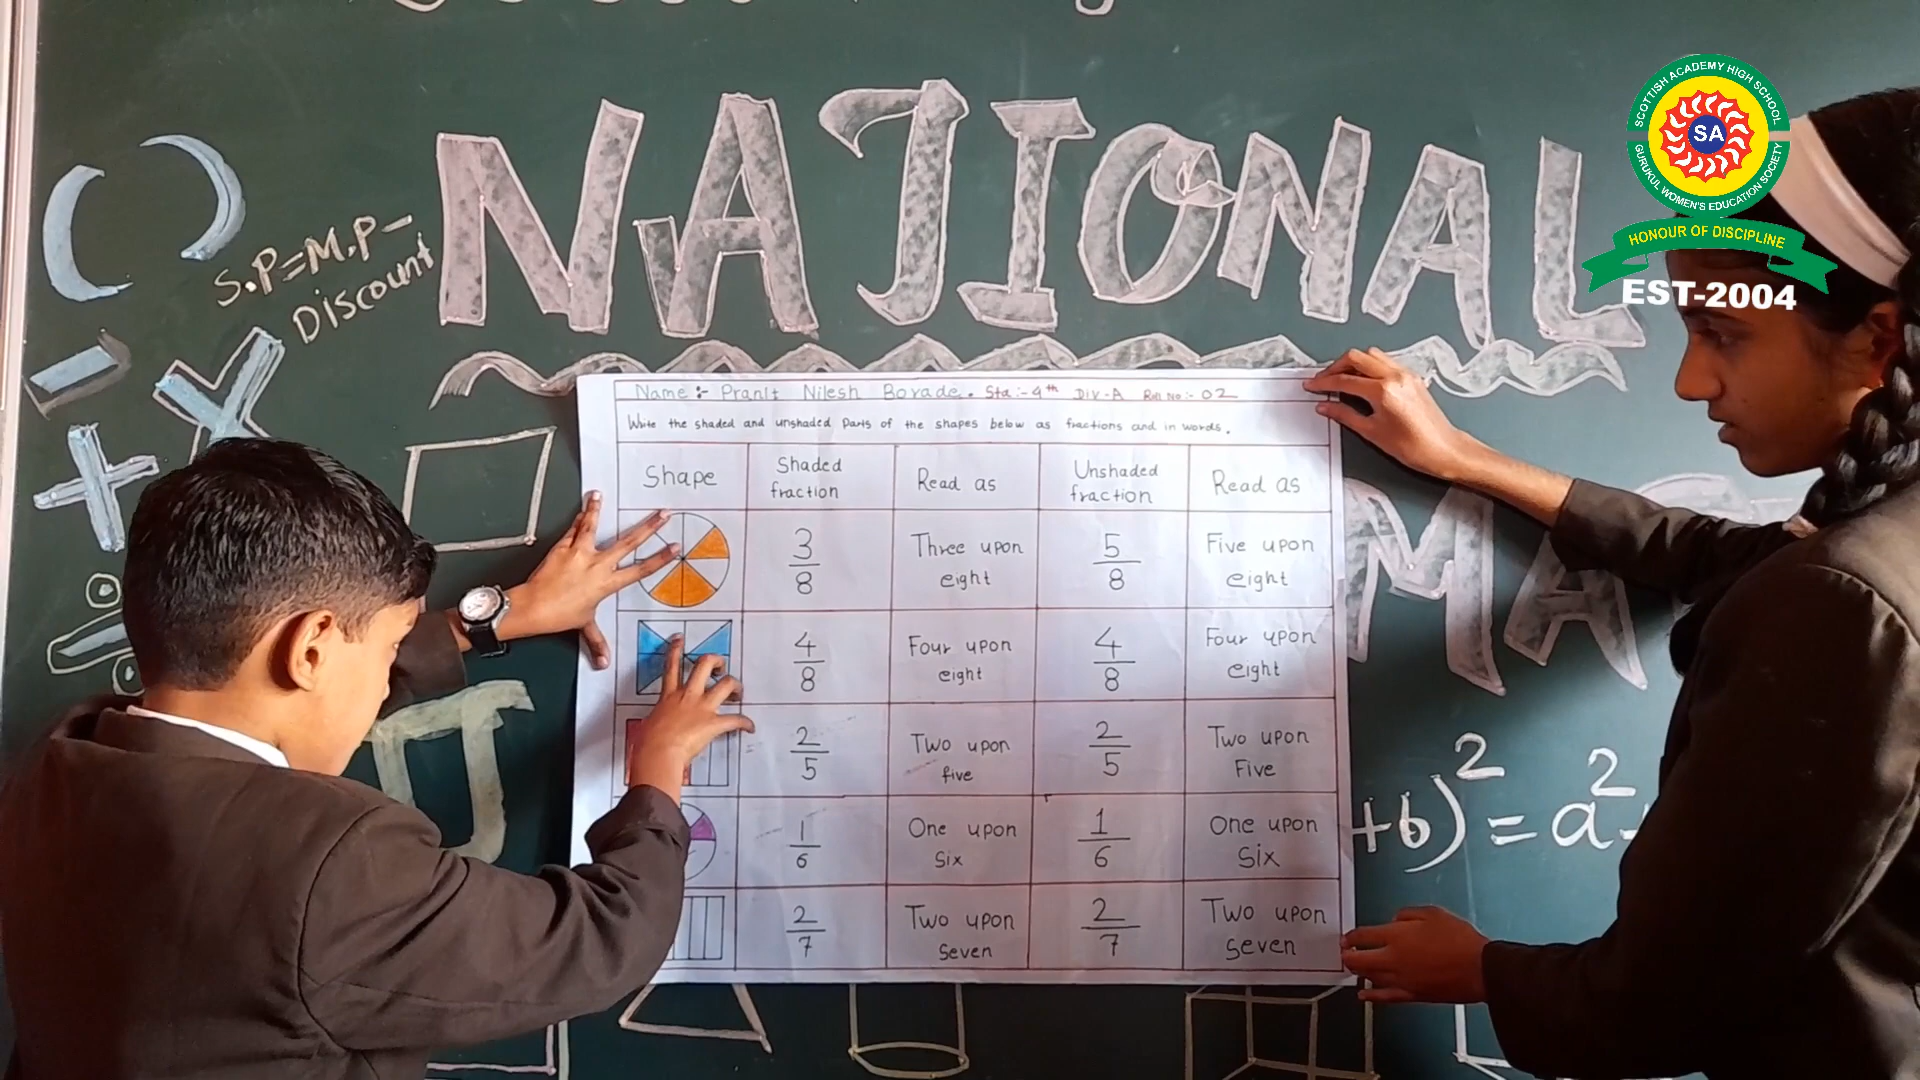 NATIONAL
S.P=M.P-
Discount
SCOTTISH ACADEMY HIGH SCHOOL
SA
GURUKUL WOMEN'S EDUCATION SOCIETY
HONOUR OF DISCIPLINE
EST-2004
Name:- Pranit Nilesh Borade. Std:-4th Div-A Roll No:- 02
Write the shaded and unshaded parts of the shapes below as fractions and in words.
Shape
Shaded
fraction
Read as
Unshaded
fraction
Read as
3/8
Three upon
eight
5/8
Five upon
eight
4/8
Four upon
eight
4/8
Four upon
eight
2/5
Two upon
five
2/5
Two upon
Five
1/6
One upon
Six
1/6
One upon
Six
2/7
Two upon
Seven
2/7
Two upon
Seven
MA
+b)² = a² +